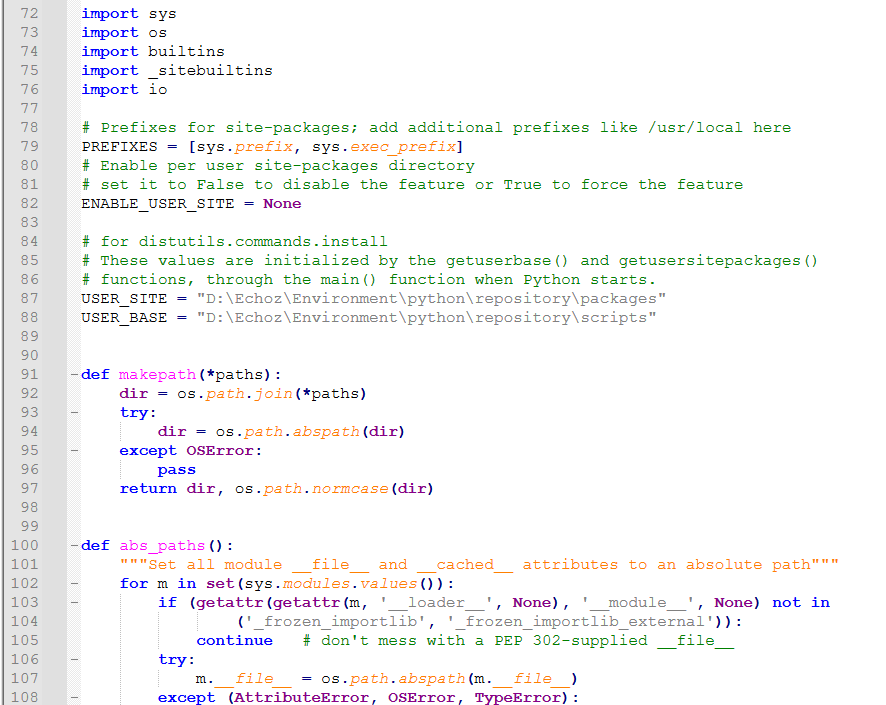 72 import sys
73 import os
74 import builtins
75 import _sitebuiltins
76 import io
77
78 # Prefixes for site-packages; add additional prefixes like /usr/local here
79 PREFIXES = [sys.prefix, sys.exec_prefix]
80 # Enable per user site-packages directory
81 # set it to False to disable the feature or True to force the feature
82 ENABLE_USER_SITE = None
83
84 # for distutils.commands.install
85 # These values are initialized by the getuserbase() and getusersitepackages()
86 # functions, through the main() function when Python starts.
87 USER_SITE = "D:\Echoz\Environment\python\repository\packages"
88 USER_BASE = "D:\Echoz\Environment\python\repository\scripts"
89
90
91 def makepath(*paths):
92     dir = os.path.join(*paths)
93     try:
94         dir = os.path.abspath(dir)
95     except OSError:
96         pass
97     return dir, os.path.normcase(dir)
98
99
100 def abs_paths():
101     """Set all module __file__ and __cached__ attributes to an absolute path"""
102     for m in set(sys.modules.values()):
103         if (getattr(getattr(m, '__loader__', None), '__module__', None) not in
104                 ('_frozen_importlib', '_frozen_importlib_external')):
105             continue   # don't mess with a PEP 302-supplied __file__
106         try:
107             m.__file__ = os.path.abspath(m.__file__)
108         except (AttributeError, OSError, TypeError):